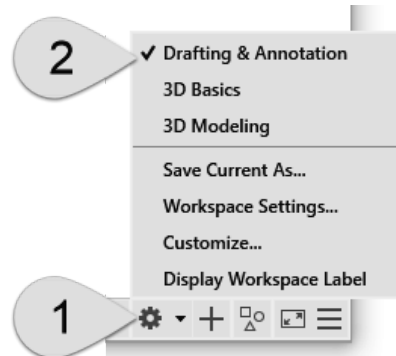 2
✓ Drafting & Annotation
3D Basics
3D Modeling
Save Current As...
Workspace Settings...
Customize...
Display Workspace Label
1